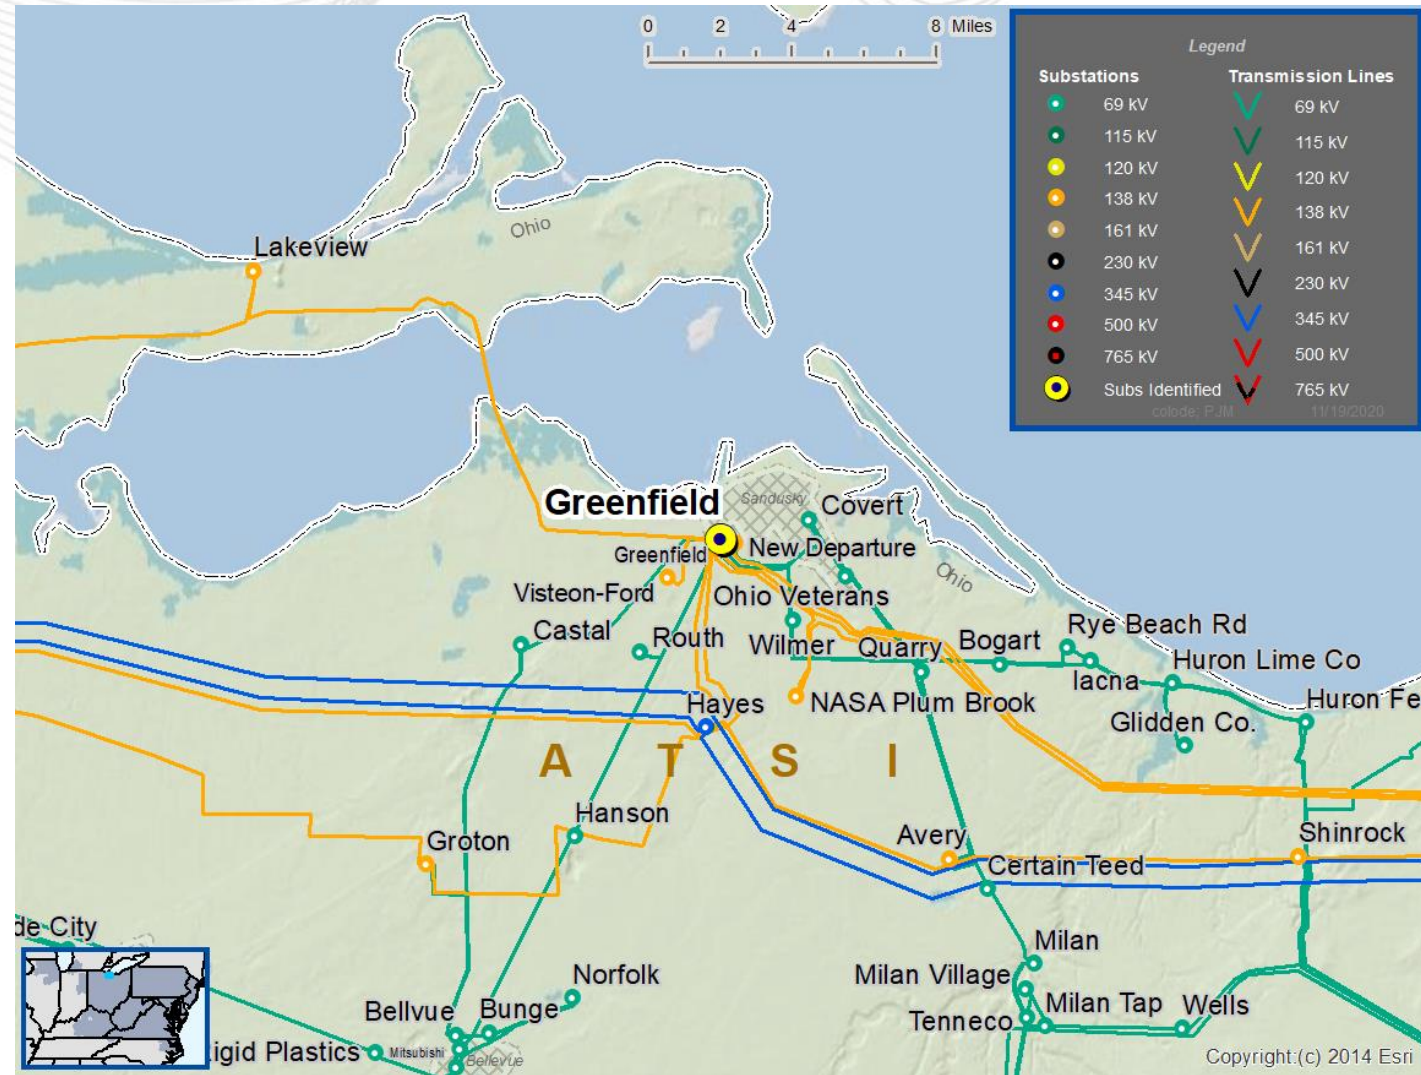 0 2 4 8 Miles
Legend
Substations Transmission Lines
69 kV 69 kV
115 kV 115 kV
120 kV 120 kV
138 kV 138 kV
161 kV 161 kV
230 kV 230 kV
345 kV 345 kV
500 kV 500 kV
765 kV 765 kV
Subs Identified
colode; PJM 11/19/2020
Ohio
Lakeview
Greenfield
Sandusky
Covert
Greenfield
New Departure
Ohio
Visteon-Ford
Ohio Veterans
Castal
Routh
Wilmer
Quarry
Bogart
Rye Beach Rd
Huron Lime Co
Iacna
Hayes
NASA Plum Brook
Huron Fe
Glidden Co.
A T S I
Hanson
Groton
Avery
Shinrock
Certain Teed
de City
Milan
Norfolk
Milan Village
Bellvue
Bunge
Milan Tap
Wells
Tenneco
igid Plastics
Mitsubishi
Bellevue
Copyright:(c) 2014 Esri